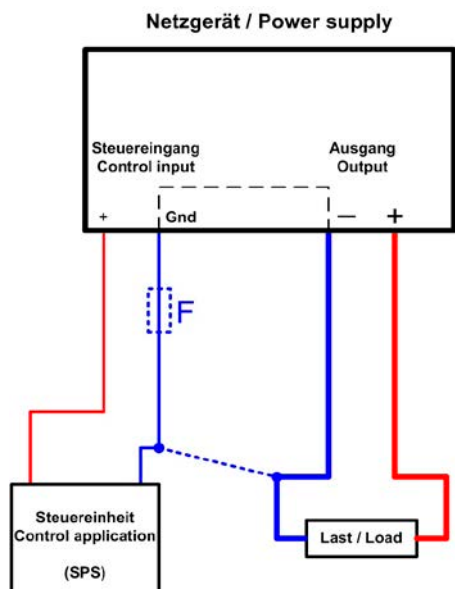 Netzgerät / Power supply
Steuereingang
Control input
Ausgang
Output
+
Gnd
—
+
F
Steuereinheit
Control application
(SPS)
Last / Load